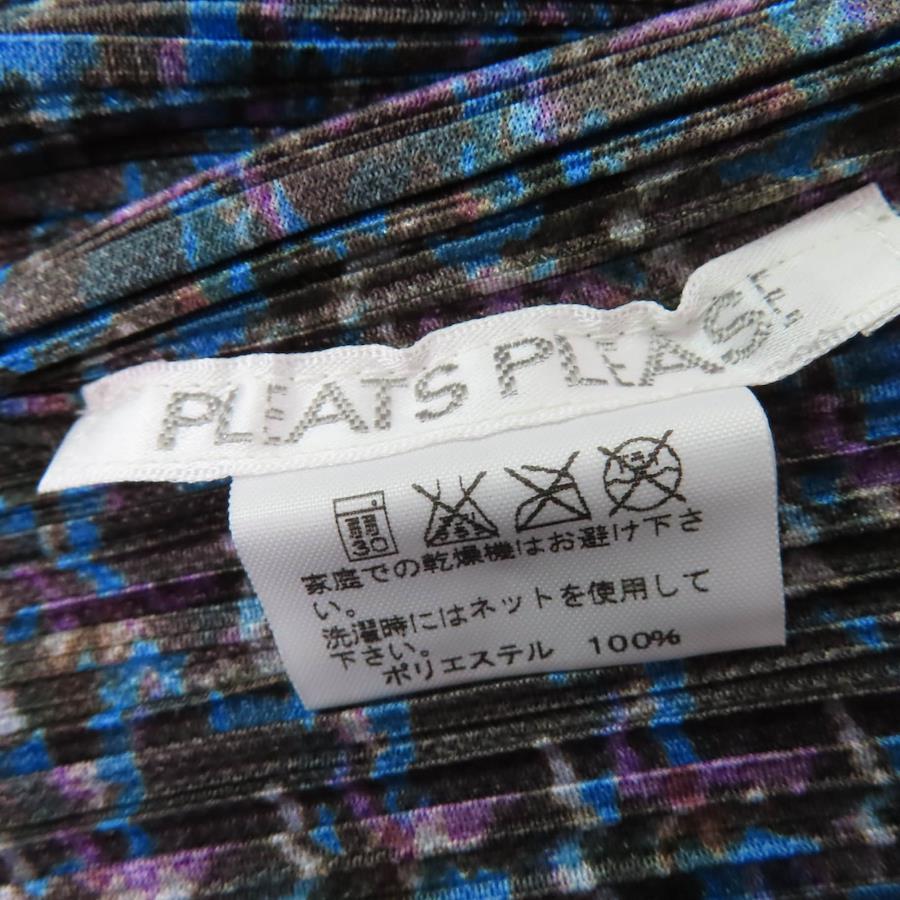 PLEATS PLEASE
30
家庭での乾燥機はお避け下さ
い。
洗濯時にはネットを使用して
下さい。
ポリエステル 100%